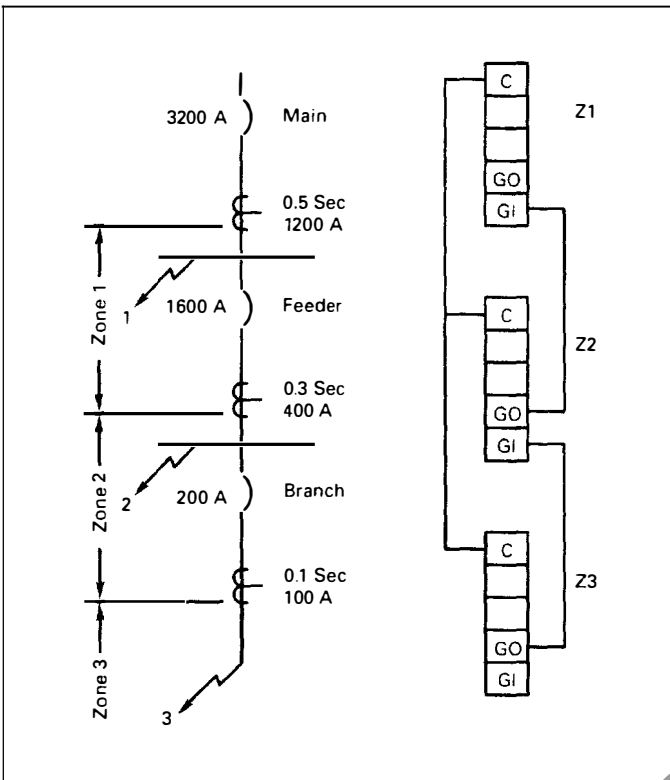 3200 A
Main
0.5 Sec
1200 A
Zone 1
1
1600 A
Feeder
0.3 Sec
400 A
Zone 2
2
200 A
Branch
0.1 Sec
100 A
Zone 3
3
C
Z1
GO
GI
C
Z2
GO
GI
C
Z3
GO
GI